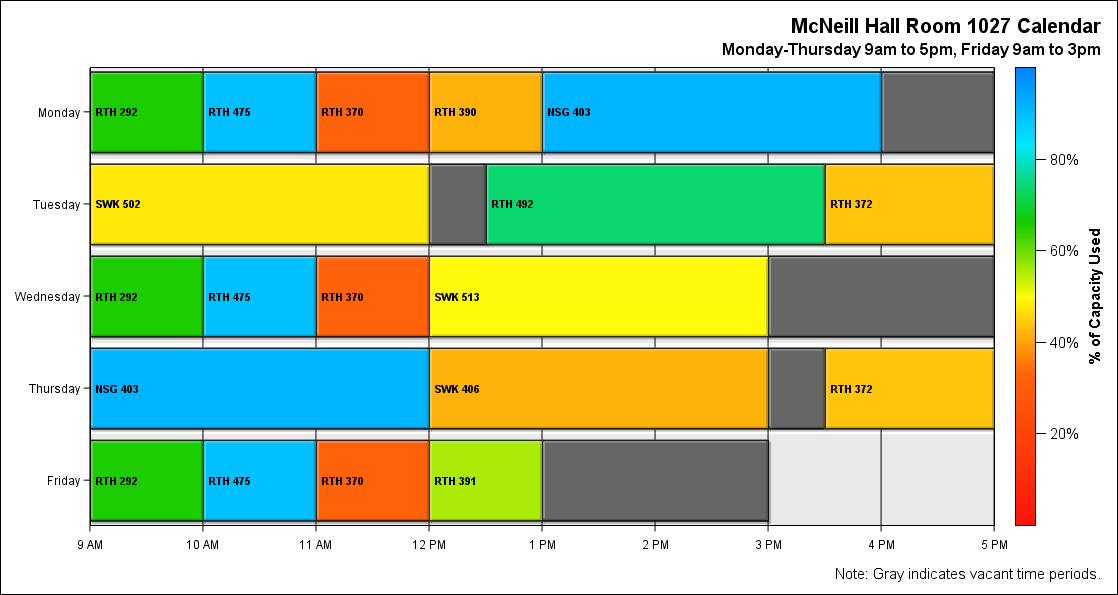 McNeill Hall Room 1027 Calendar
Monday-Thursday 9am to 5pm, Friday 9am to 3pm
Monday RTH 292 RTH 475 RTH 370 RTH 390 NSG 403
80%
Tuesday SWK 502 RTH 492 RTH 372
60%
% of Capacity Used
Wednesday RTH 292 RTH 475 RTH 370 SWK 513
40%
Thursday NSG 403 SWK 406 RTH 372
20%
Friday RTH 292 RTH 475 RTH 370 RTH 391
9 AM 10 AM 11 AM 12 PM 1 PM 2 PM 3 PM 4 PM 5 PM
Note: Gray indicates vacant time periods.